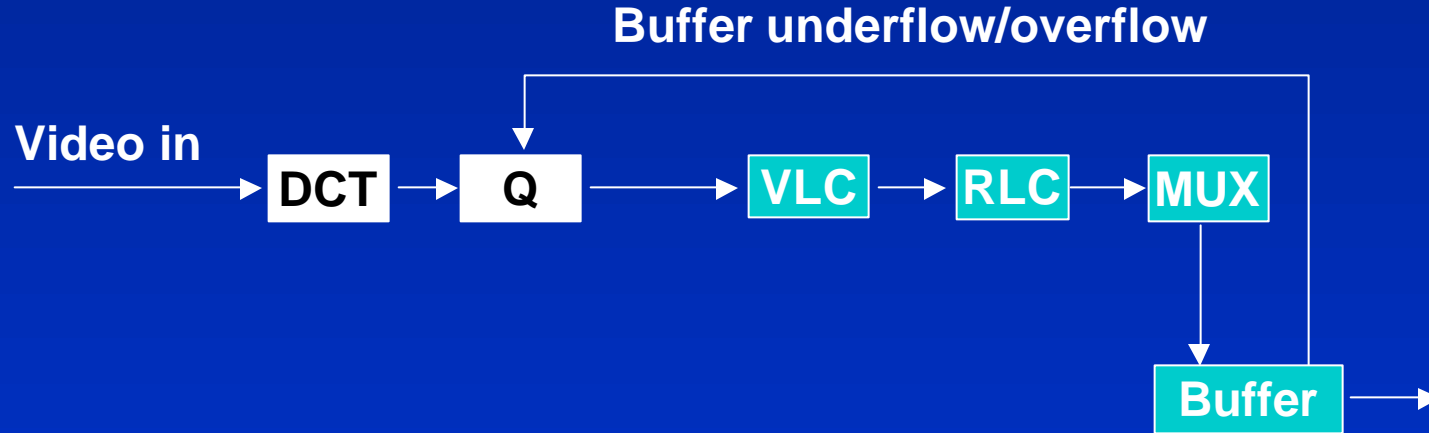 Buffer underflow/overflow
Video in
DCT
Q
VLC
RLC
MUX
Buffer